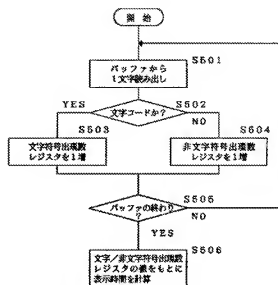 開 始
S501
バッファから
1文字読み出し
S502
文字コードか?
YES
NO
S503
文字符号出現数
レジスタを1増
S504
非文字符号出現数
レジスタを1増
S505
バッファの終わり
?
NO
YES
S506
文字/非文字符号出現数
レジスタの値をもとに
表示時間を計算